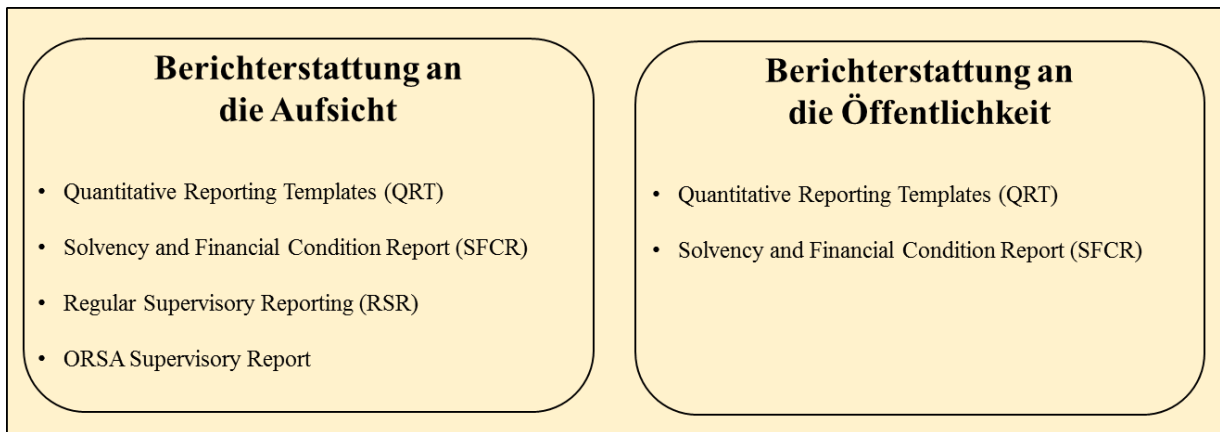 Berichterstattung an
die Aufsicht
• Quantitative Reporting Templates (QRT)
• Solvency and Financial Condition Report (SFCR)
• Regular Supervisory Reporting (RSR)
• ORSA Supervisory Report
Berichterstattung an
die Öffentlichkeit
• Quantitative Reporting Templates (QRT)
• Solvency and Financial Condition Report (SFCR)